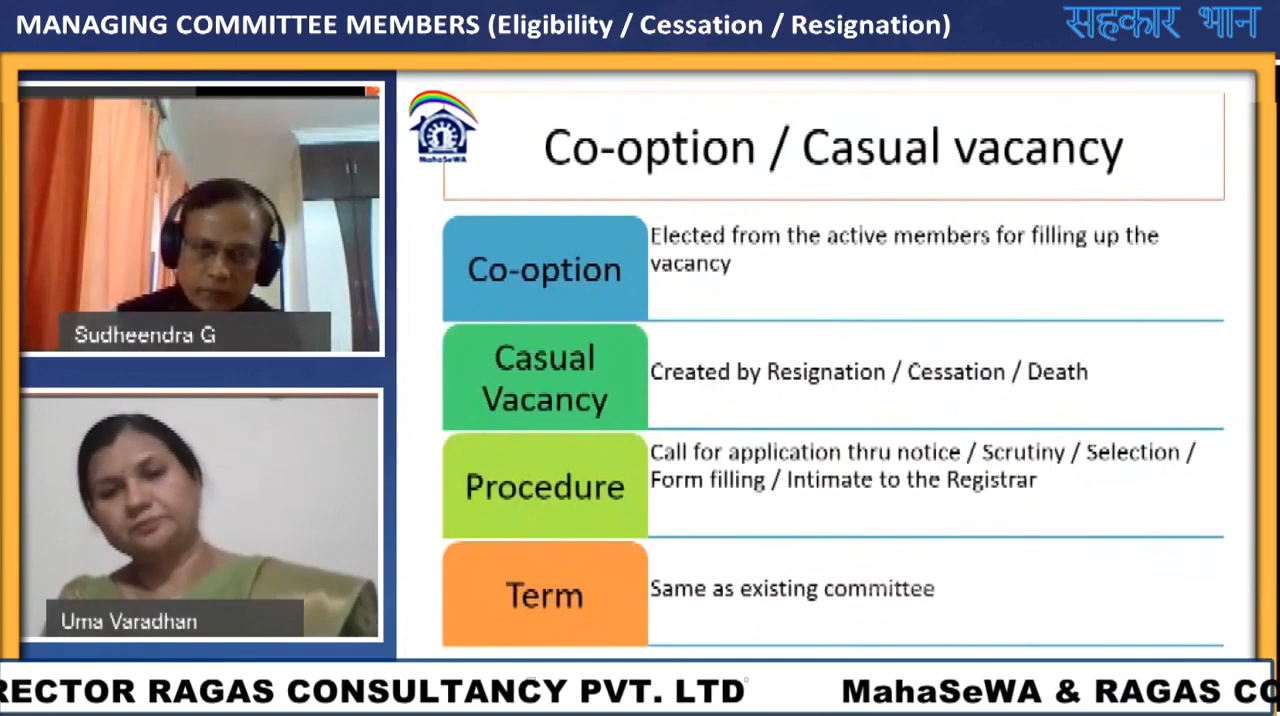 MANAGING COMMITTEE MEMBERS (Eligibility / Cessation / Resignation)
सहकार भान
MahaSeWA
Co-option / Casual vacancy
Sudheendra G
Uma Varadhan
Co-option
Elected from the active members for filling up the
vacancy
Casual
Vacancy
Created by Resignation / Cessation / Death
Procedure
Call for application thru notice / Scrutiny / Selection /
Form filling / Intimate to the Registrar
Term
Same as existing committee
RECTOR RAGAS CONSULTANCY PVT. LTD MahaSeWA & RAGAS CO